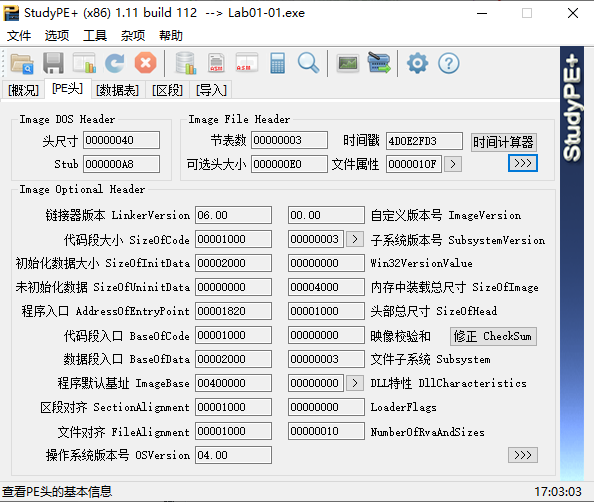 StudyPE+ (x86) 1.11 build 112 --> Lab01-01.exe
文件 选项 工具 杂项 帮助
[概况] [PE头] [数据表] [区段] [导入]
Image DOS Header
头尺寸 00000040
Stub 000000A8
Image File Header
节表数 00000003 时间戳 4D0E2FD3 时间计算器
可选头大小 000000E0 文件属性 0000010F > >>>
Image Optional Header
链接器版本 LinkerVersion 06.00 00.00 自定义版本号 ImageVersion
代码段大小 SizeOfCode 00001000 00000003 > 子系统版本号 SubsystemVersion
初始化数据大小 SizeOfInitData 00002000 00000000 Win32VersionValue
未初始化数据 SizeOfUninitData 00000000 00004000 内存中装载总尺寸 SizeOfImage
程序入口 AddressOfEntryPoint 00001820 00001000 头部总尺寸 SizeOfHead
代码段入口 BaseOfCode 00001000 00000000 映像校验和 修正 CheckSum
数据段入口 BaseOfData 00002000 00000003 文件子系统 Subsystem
程序默认基址 ImageBase 00400000 00000000 > DLL特性 DllCharacteristics
区段对齐 SectionAlignment 00001000 00000000 LoaderFlags
文件对齐 FileAlignment 00001000 00000010 NumberOfRvaAndSizes
操作系统版本号 OSVersion 04.00 >>>
StudyPE+
查看PE头的基本信息 17:03:03